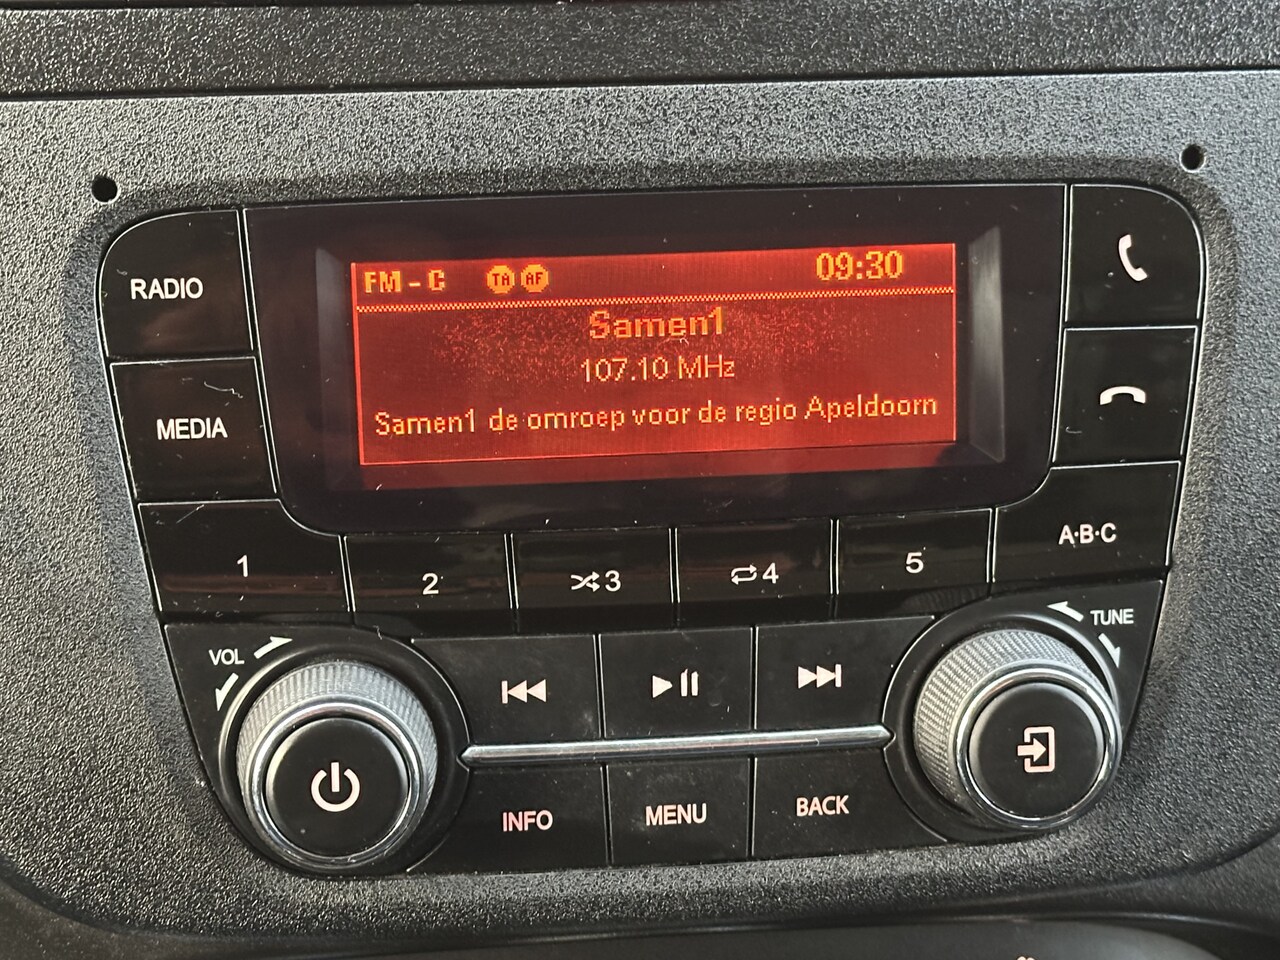 FM - C TA AF 09:30
Samen1
107.10 MHz
Samen1 de omroep voor de regio Apeldoorn
RADIO
MEDIA
1
2
3
4
5
A·B·C
VOL
TUNE
INFO
MENU
BACK